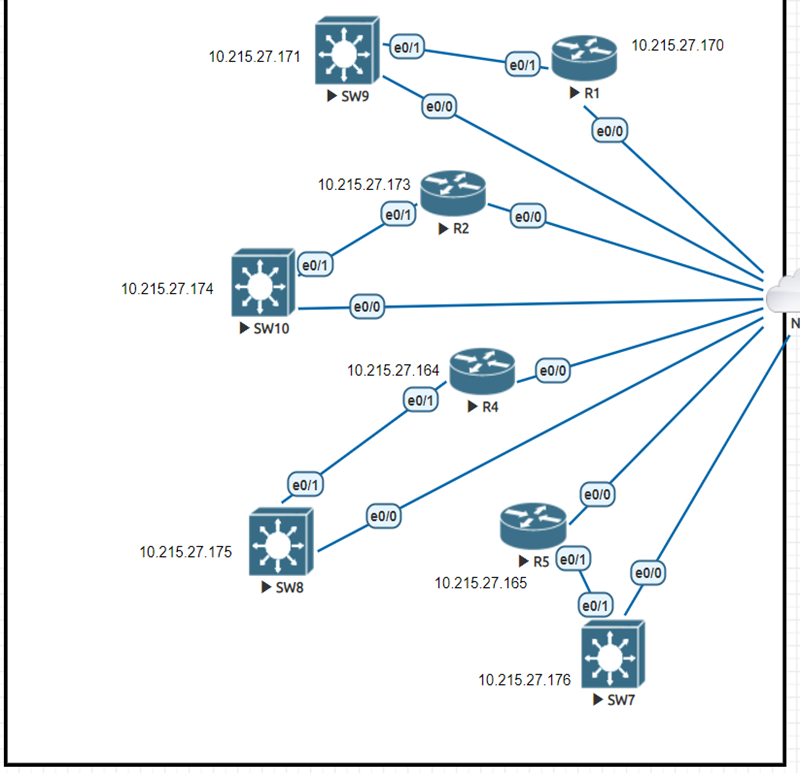 10.215.27.171
e0/1
e0/1
10.215.27.170
SW9
R1
e0/0
e0/0
10.215.27.173
e0/1
e0/0
R2
e0/1
10.215.27.174
e0/0
SW10
10.215.27.164
e0/0
e0/1
R4
e0/1
e0/0
e0/0
10.215.27.175
SW8
R5
e0/1
e0/0
10.215.27.165
e0/1
10.215.27.176
SW7
N